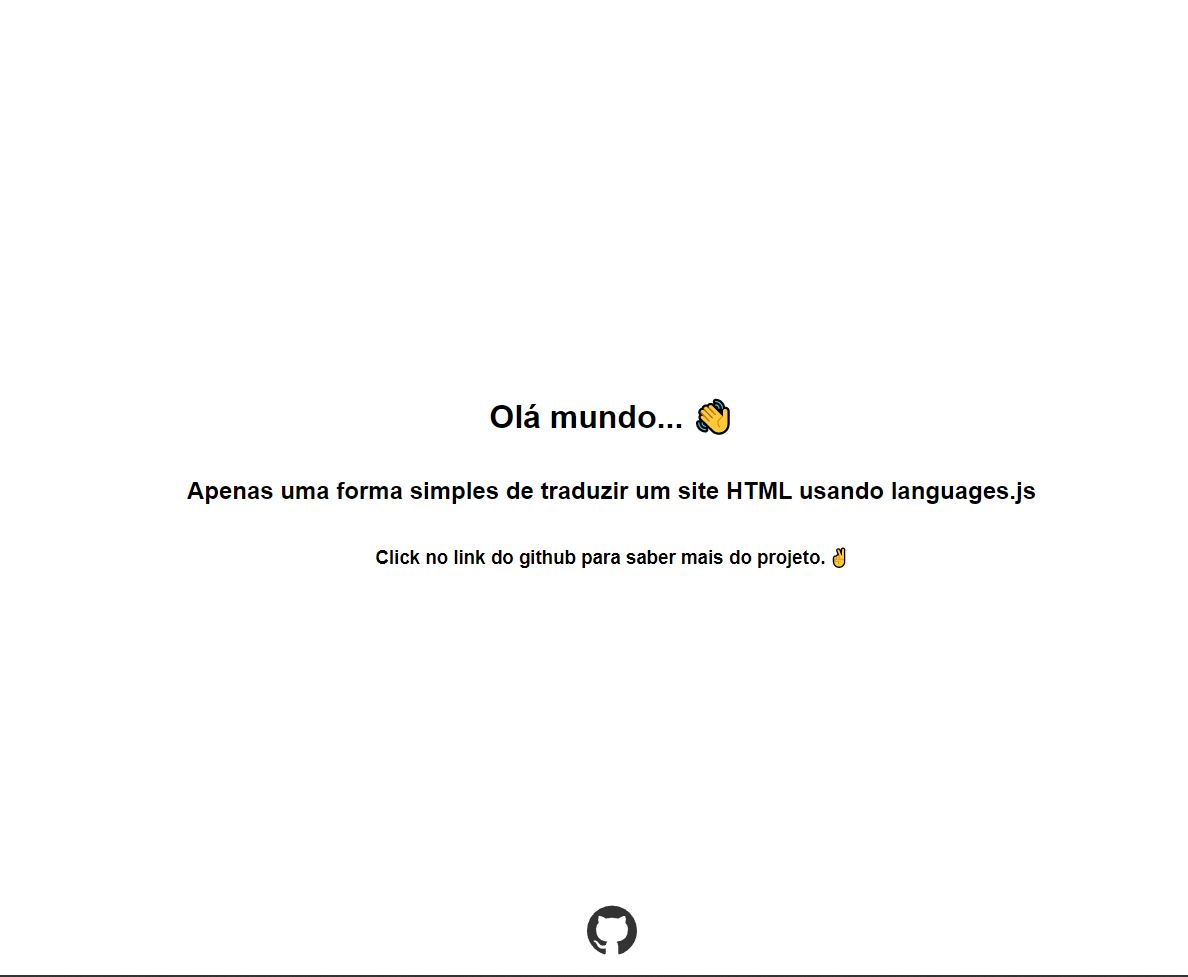 Olá mundo... 👋
Apenas uma forma simples de traduzir um site HTML usando languages.js
Click no link do github para saber mais do projeto. ✌